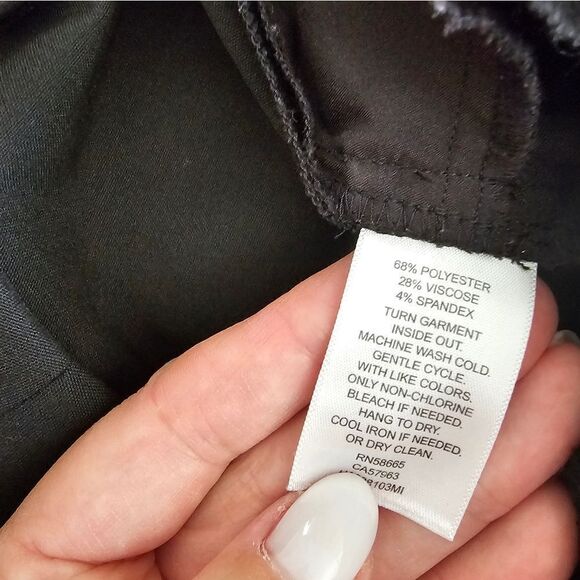 68% POLYESTER
28% VISCOSE
4% SPANDEX
TURN GARMENT
INSIDE OUT.
MACHINE WASH COLD.
GENTLE CYCLE.
WITH LIKE COLORS.
ONLY NON-CHLORINE
BLEACH IF NEEDED.
HANG TO DRY.
COOL IRON IF NEEDED.
OR DRY CLEAN.
RN58665
CA57963